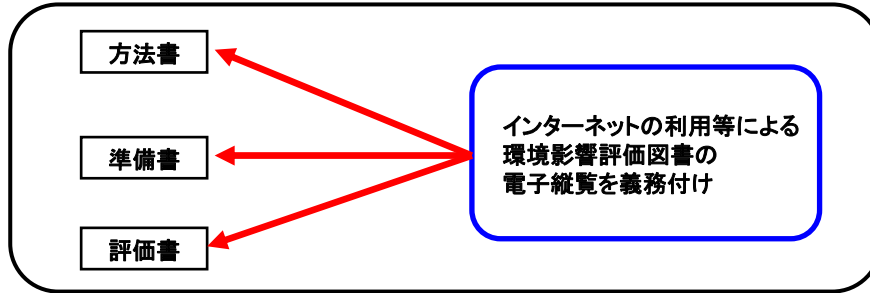 方法書
準備書
評価書
インターネットの利用等による
環境影響評価図書の
電子縦覧を義務付け